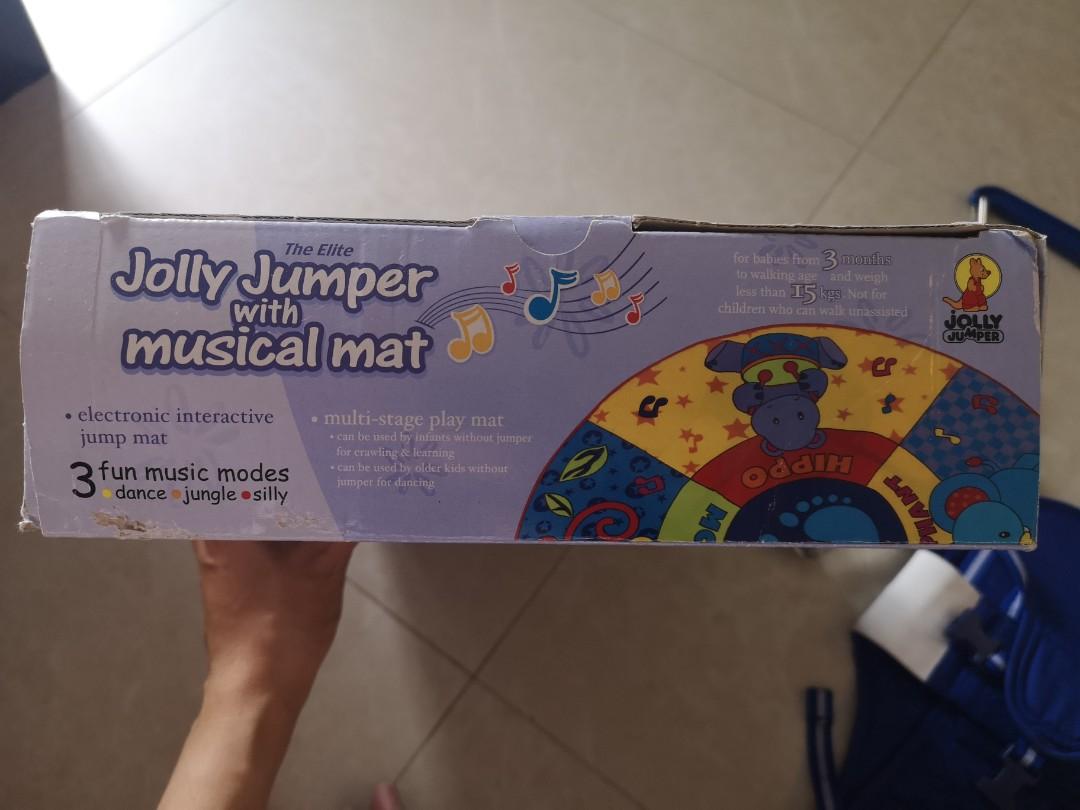 The Elite
Jolly Jumper
with
musical mat
• electronic interactive
jump mat
3 fun music modes
• dance • jungle • silly
• multi-stage play mat
• can be used by infants without jumper
for crawling & learning
• can be used by older kids without
jumper for dancing
for babies from 3 months
to walking age and weigh
less than 15 kgs. Not for
children who can walk unassisted
JOLLY
JUMPER
HIPPO